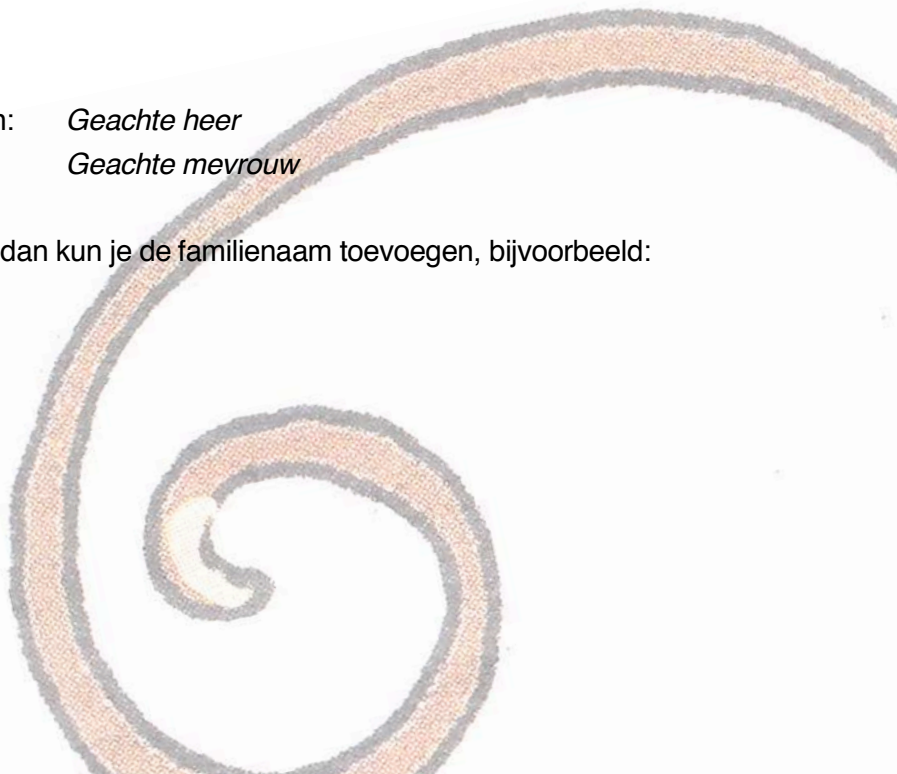 n: Geachte heer
Geachte mevrouw
dan kun je de familienaam toevoegen, bijvoorbeeld: